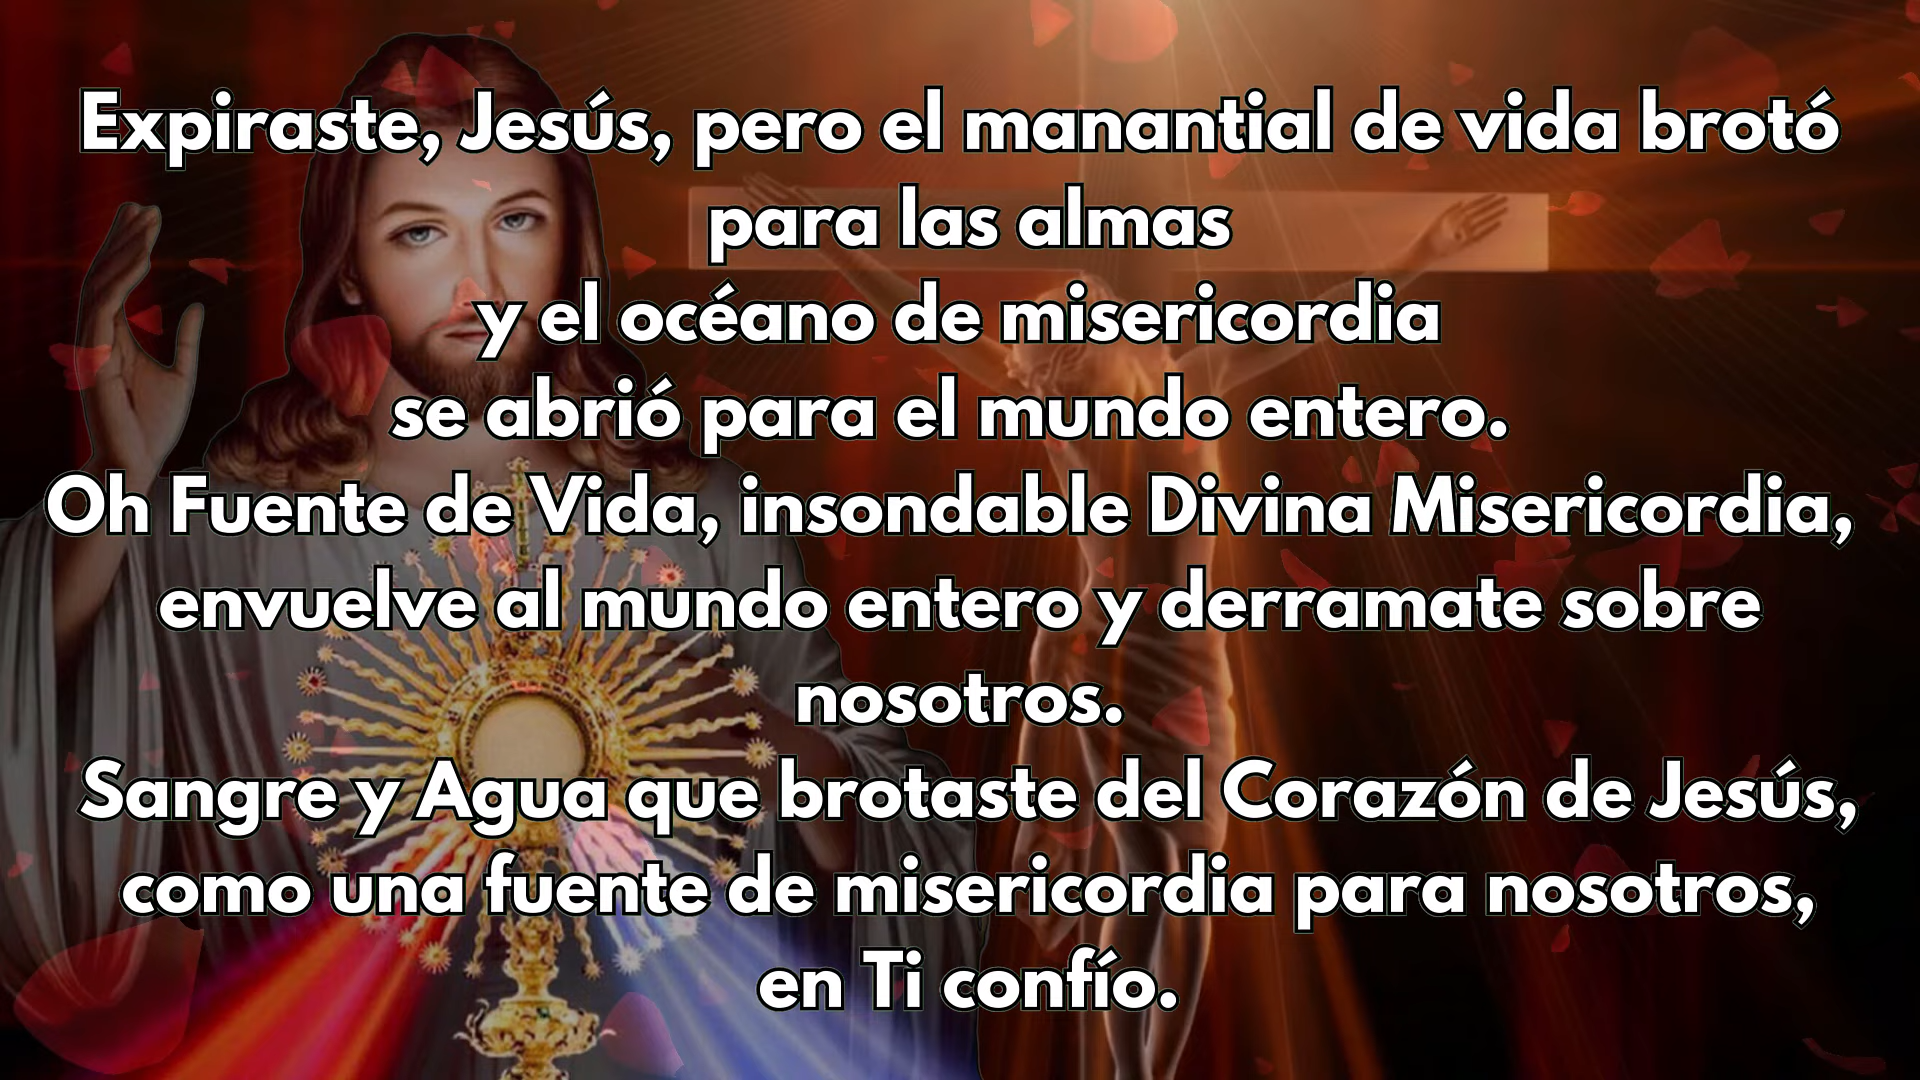 Expiraste, Jesús, pero el manantial de vida brotó
para las almas
y el océano de misericordia
se abrió para el mundo entero.
Oh Fuente de Vida, insondable Divina Misericordia,
envuelve al mundo entero y derramate sobre
nosotros.
Sangre y Agua que brotaste del Corazón de Jesús,
como una fuente de misericordia para nosotros,
en Ti confío.